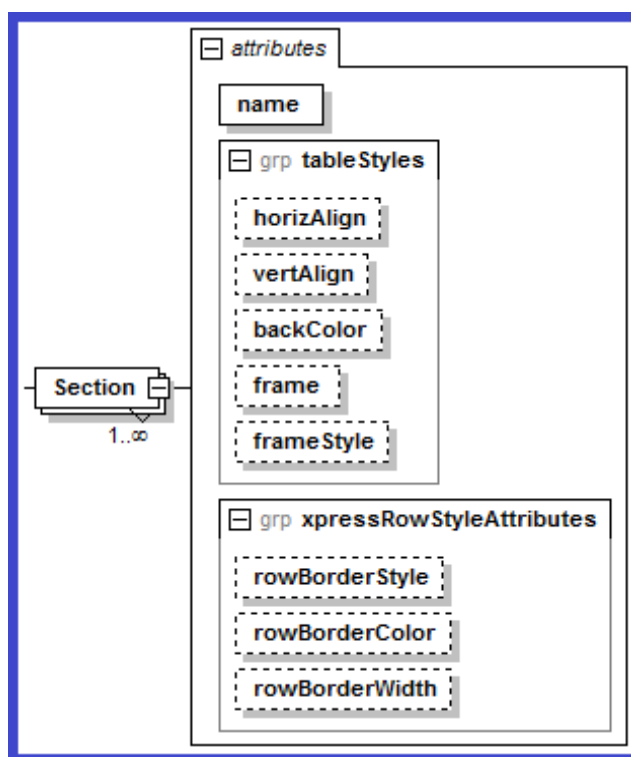 attributes
name
grp tableStyles
horizAlign
vertAlign
backColor
frame
frameStyle
Section
1..∞
grp xpressRowStyleAttributes
rowBorderStyle
rowBorderColor
rowBorderWidth